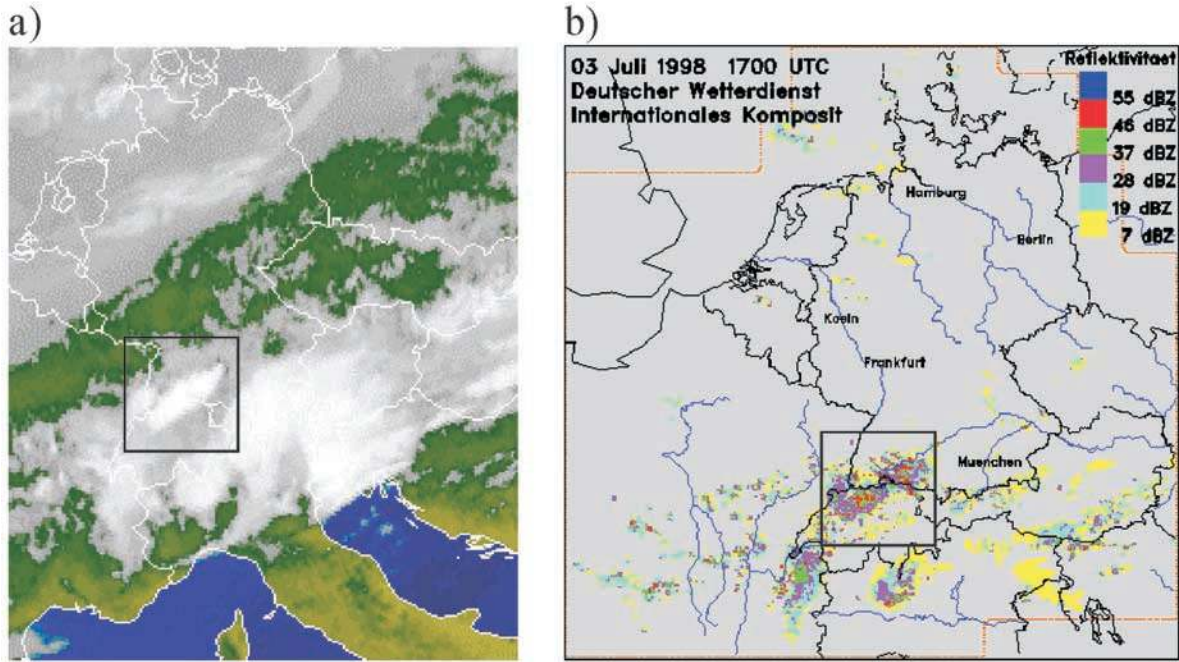 a)
b)
03 Juli 1998 1700 UTC
Deutscher Wetterdienst
Internationales Komposit
Reflektivitaet
55 dBZ
46 dBZ
37 dBZ
28 dBZ
19 dBZ
7 dBZ
Hamburg
Berlin
Koeln
Frankfurt
Muenchen